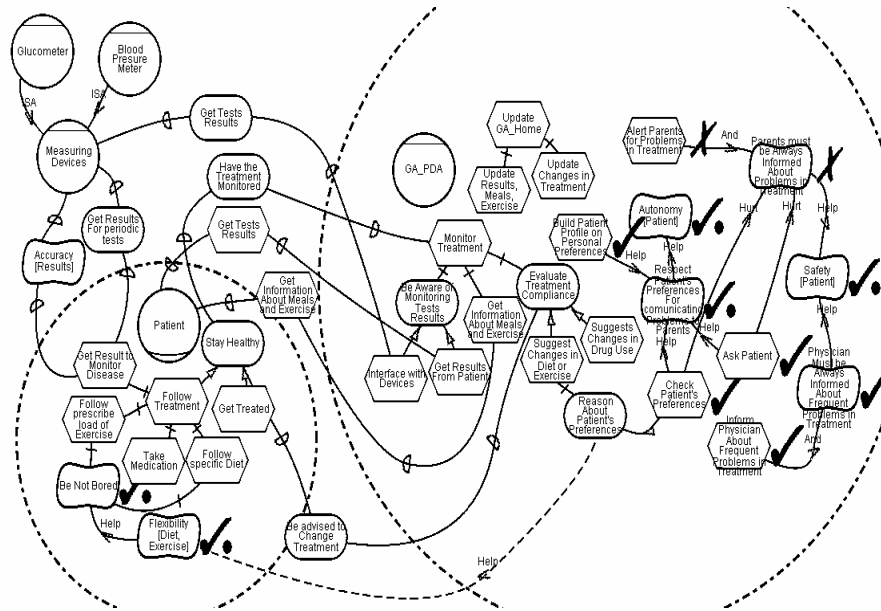 Glucometer
Blood
Presure
Meter
ISA
ISA
Measuring
Devices
Get Tests
Results
Have the
Treatment
Monitored
Get Results
For periodic
tests
Get Tests
Results
Accuracy
[Results]
Patient
Get
Information
About Meals
and Exercise
Stay Healthy
Get Result to
Monitor
Disease
Follow
Treatment
Get Treated
Follow
prescribe
load of
Exercise
Take
Medication
Follow
specific Diet
Be Not Bored
Help
Flexibility
[Diet,
Exercise]
Be advised to
Change
Treatment
Help
GA_PDA
Update
GA_Home
Update
Results,
Meals,
Exercise
Update
Changes in
Treatment
Monitor
Treatment
Be Aware of
Monitoring
Tests
Results
Interface with
Devices
Get Results
From Patient
Get
Information
About Meals
and Exercise
Evaluate
Treatment
Compliance
Suggest
Changes in
Diet or
Exercise
Suggests
Changes in
Drug Use
Reason
About
Patient's
Preferences
Build Patient
Profile on
Personal
Preferences
Help
Autonomy
[Patient]
Help
Respect
Patient's
Preferences
For
comunicating
Problems to
Parents
Help
Help
Check
Patient's
Preferences
Ask Patient
Hurt
Hurt
Alert Parents
for Problems
in Treatment
And
Parents must
be Always
Informed
About
Problems in
Treatment
Help
Safety
[Patient]
Help
Physician
Must be
Always
Informed
About
Frequent
Problems in
Treatment
And
Inform
Physician
About
Frequent
Problems in
Treatment